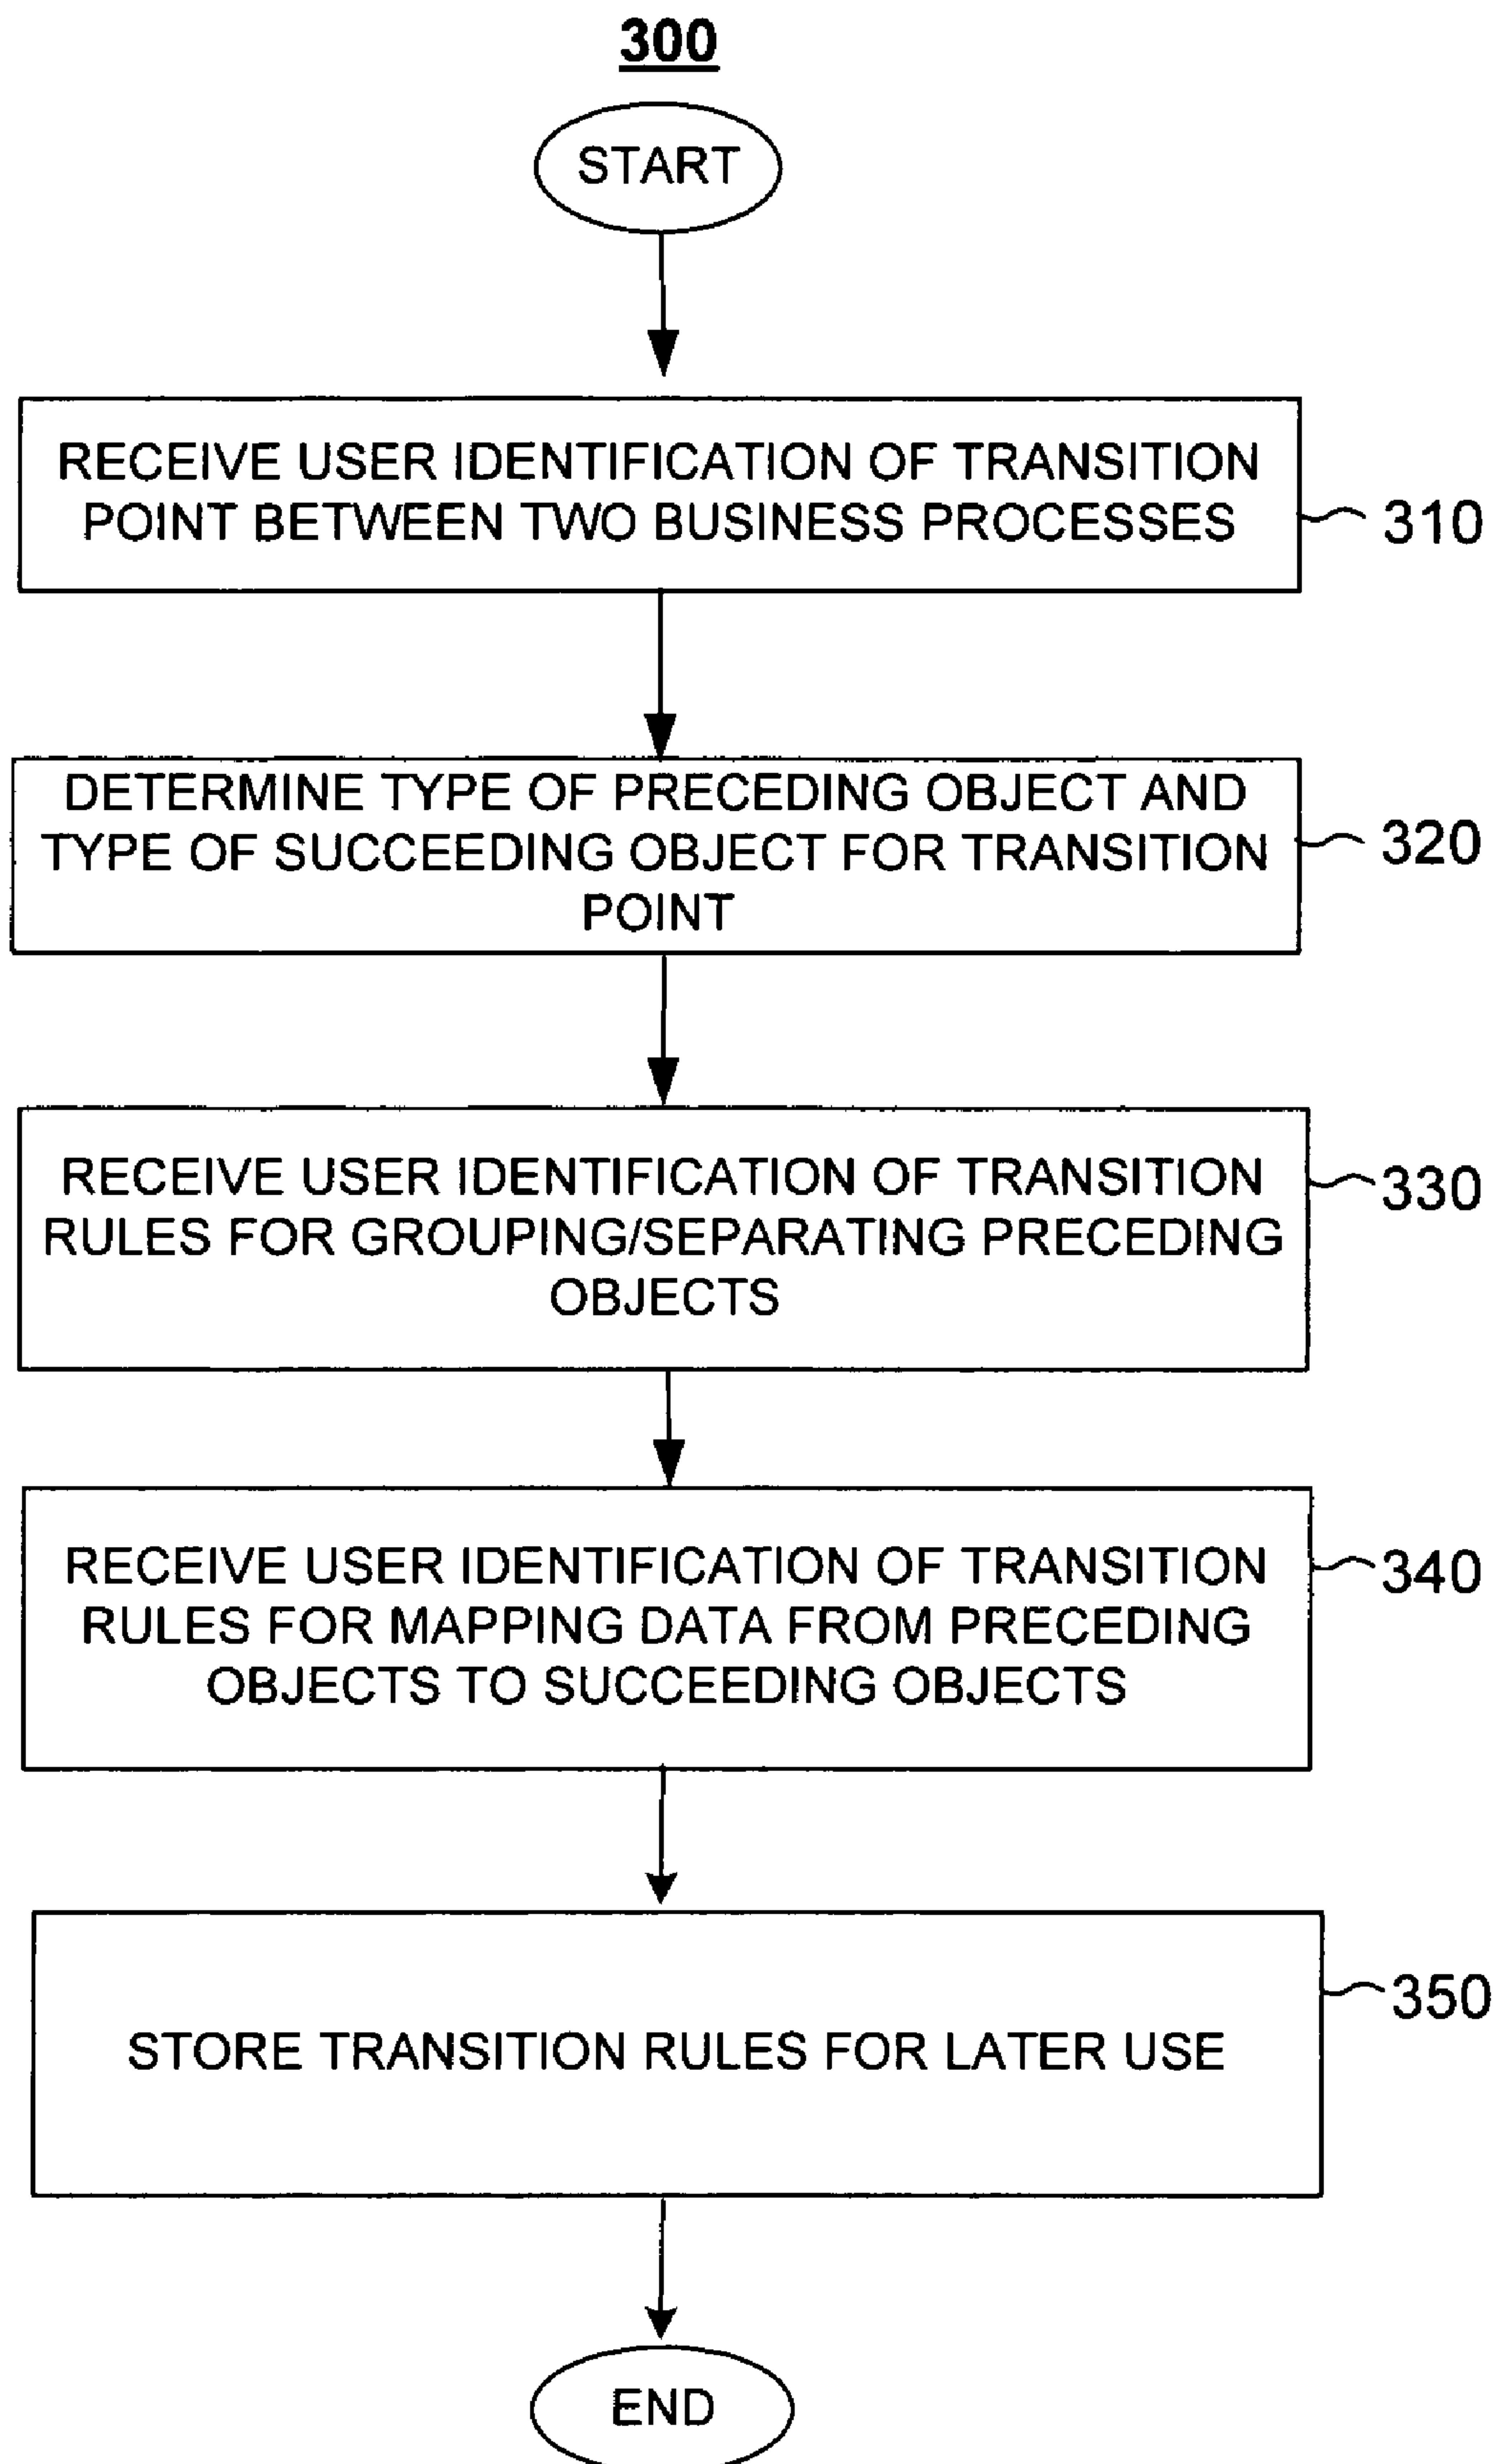 300
START
RECEIVE USER IDENTIFICATION OF TRANSITION
POINT BETWEEN TWO BUSINESS PROCESSES
310
DETERMINE TYPE OF PRECEDING OBJECT AND
TYPE OF SUCCEEDING OBJECT FOR TRANSITION
POINT
320
RECEIVE USER IDENTIFICATION OF TRANSITION
RULES FOR GROUPING/SEPARATING PRECEDING
OBJECTS
330
RECEIVE USER IDENTIFICATION OF TRANSITION
RULES FOR MAPPING DATA FROM PRECEDING
OBJECTS TO SUCCEEDING OBJECTS
340
STORE TRANSITION RULES FOR LATER USE
350
END